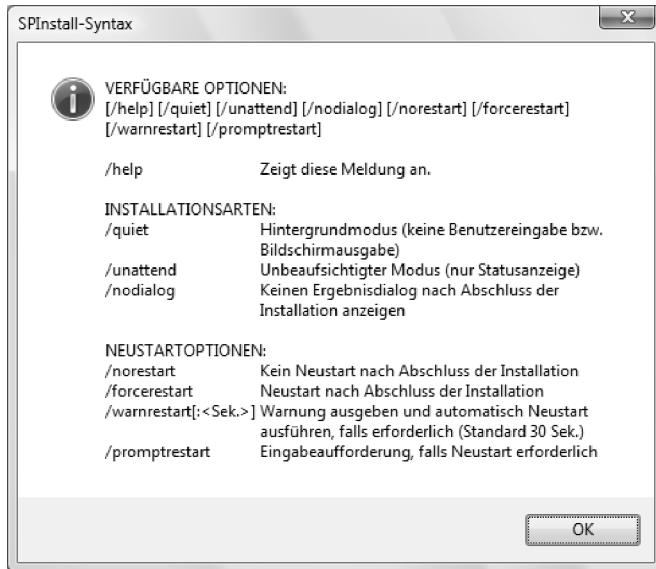 SPInstall-Syntax
VERFÜGBARE OPTIONEN:
[/help] [/quiet] [/unattend] [/nodialog] [/norestart] [/forcerestart]
[/warnrestart] [/promptrestart]
/help Zeigt diese Meldung an.
INSTALLATIONSARTEN:
/quiet Hintergrundmodus (keine Benutzereingabe bzw.
Bildschirmausgabe)
/unattend Unbeaufsichtigter Modus (nur Statusanzeige)
/nodialog Keinen Ergebnisdialog nach Abschluss der
Installation anzeigen
NEUSTARTOPTIONEN:
/norestart Kein Neustart nach Abschluss der Installation
/forcerestart Neustart nach Abschluss der Installation
/warnrestart[:<Sek.>] Warnung ausgeben und automatisch Neustart
ausführen, falls erforderlich (Standard 30 Sek.)
/promptrestart Eingabeaufforderung, falls Neustart erforderlich
OK